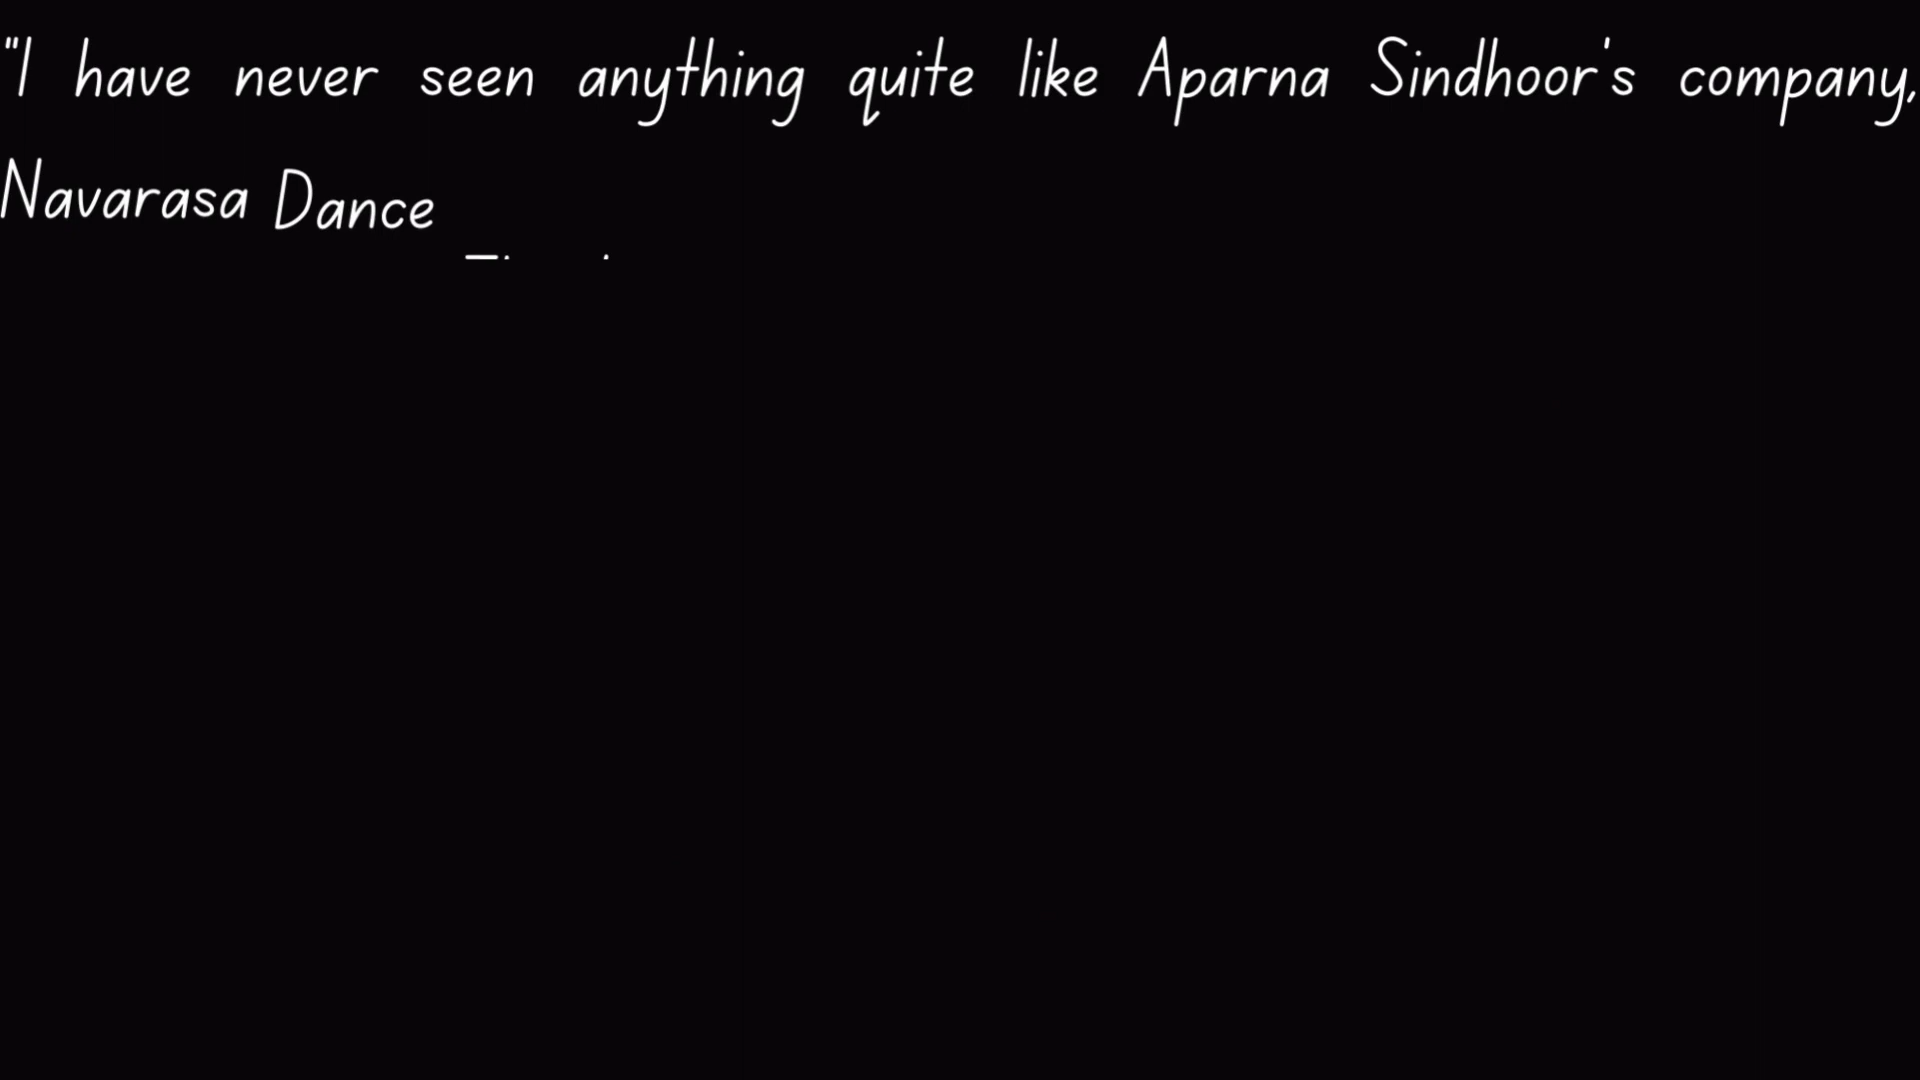 "I have never seen anything quite like Aparna Sindhoor's company,
Navarasa Dance